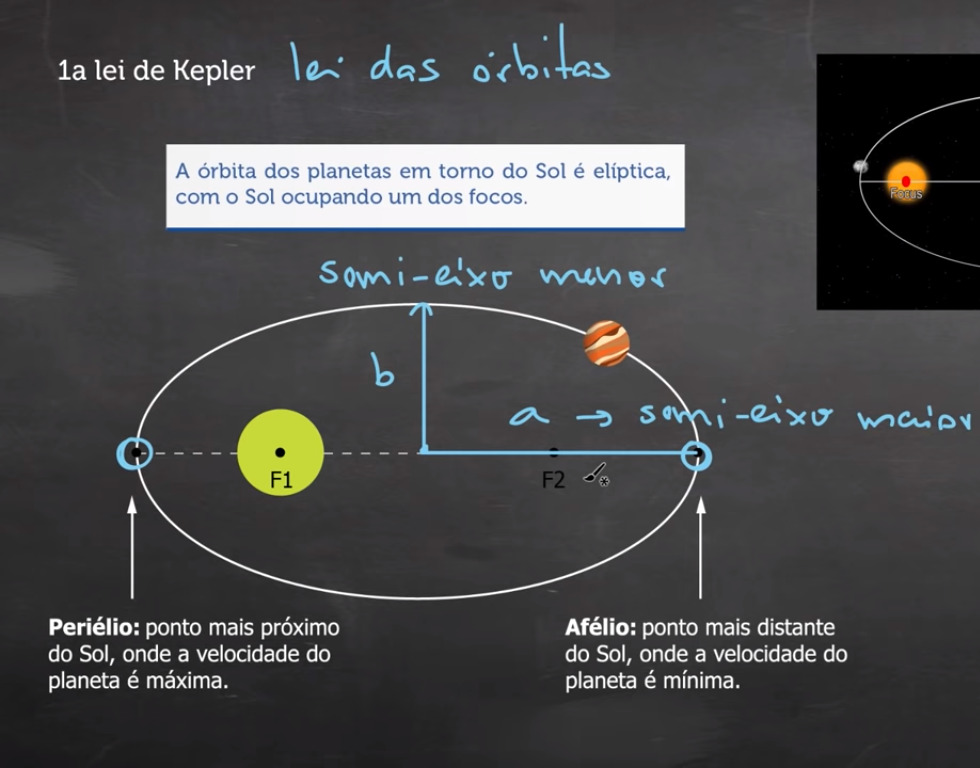 1a lei de Kepler lei das órbitas
A órbita dos planetas em torno do Sol é elíptica,
com o Sol ocupando um dos focos.
Focus
semi-eixo menor
b
a → semi-eixo maior
F1
F2
Periélio: ponto mais próximo
do Sol, onde a velocidade do
planeta é máxima.
Afélio: ponto mais distante
do Sol, onde a velocidade do
planeta é mínima.